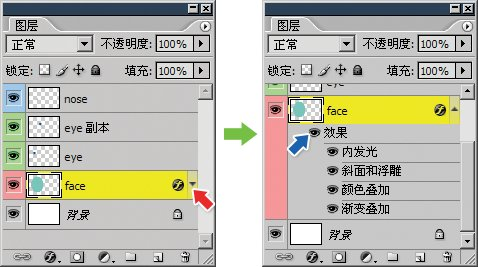 图层
正常
不透明度: 100%
锁定:
填充: 100%
nose
eye 副本
eye
face
背景
图层
正常
不透明度: 100%
锁定:
填充: 100%
eye
face
效果
内发光
斜面和浮雕
颜色叠加
渐变叠加
背景